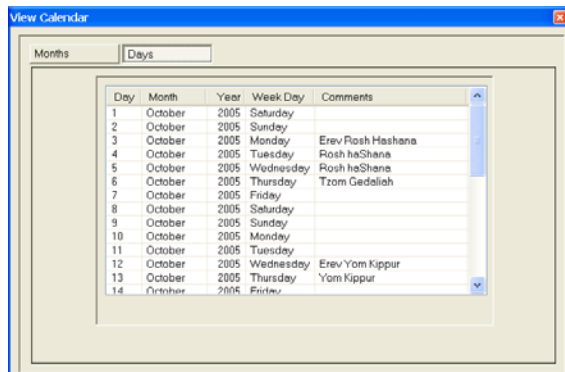 View Calendar
Months Days
Day Month Year Week Day Comments
1 October 2005 Saturday
2 October 2005 Sunday
3 October 2005 Monday Erev Rosh Hashana
4 October 2005 Tuesday Rosh haShana
5 October 2005 Wednesday Rosh haShana
6 October 2005 Thursday Tzom Gedaliah
7 October 2005 Friday
8 October 2005 Saturday
9 October 2005 Sunday
10 October 2005 Monday
11 October 2005 Tuesday
12 October 2005 Wednesday Erev Yom Kippur
13 October 2005 Thursday Yom Kippur
14 October 2005 Friday